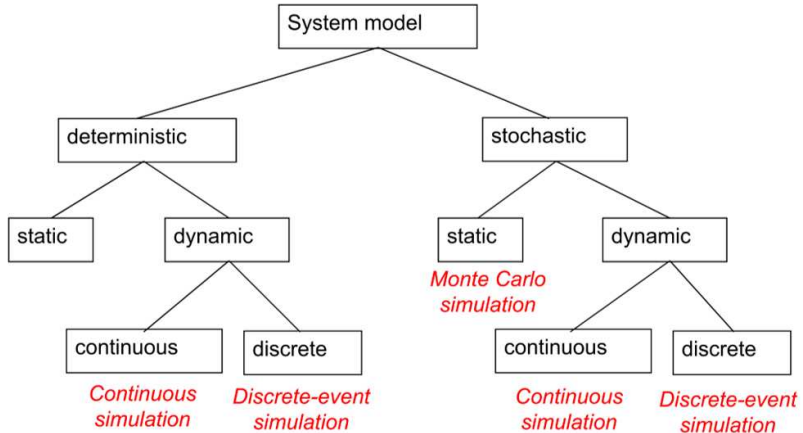 System model
deterministic
stochastic
static
dynamic
static
dynamic
Monte Carlo
simulation
continuous
discrete
continuous
discrete
Continuous
simulation
Discrete-event
simulation
Continuous
simulation
Discrete-event
simulation